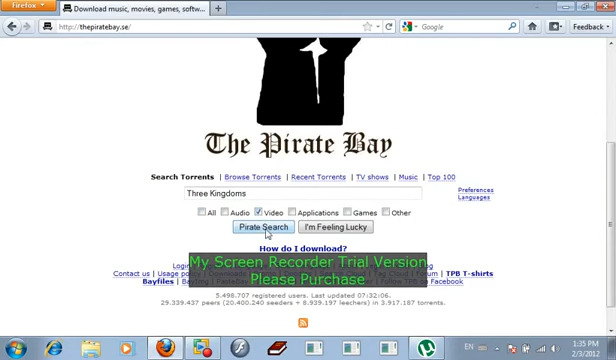 Firefox
Download music, movies, games, softw...
http://thepiratebay.se/
Google
Feedback
The Pirate Bay
Search Torrents | Browse Torrents | Recent Torrents | TV shows | Music | Top 100
Three Kingdoms
Preferences
Languages
All Audio Video Applications Games Other
Pirate Search
I'm Feeling Lucky
How do I download?
My Screen Recorder Trial Version
Please Purchase
Login
Contact us | Usage policy
TPB T-shirts
Bayfiles
5.498.707 registered users. Last updated 07:32:06.
29.339.437 peers (20.400.240 seeders + 8.939.197 leechers) in 3.917.187 torrents.
EN
1:35 PM
2/3/2012